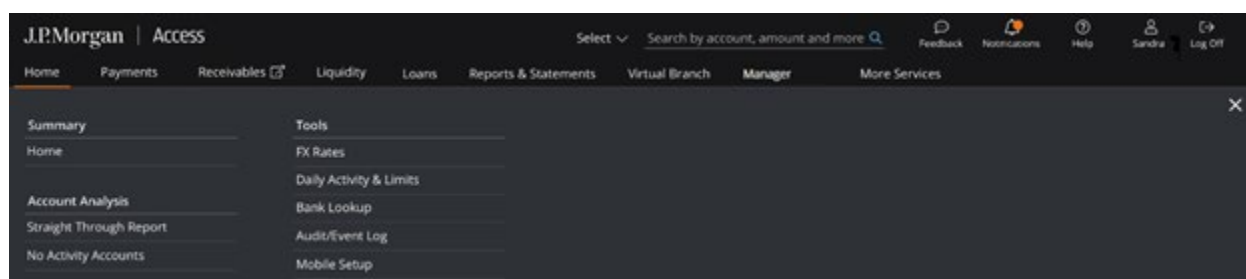 J.P.Morgan | Access
Select Search by account, amount and more Feedback Notifications Help Sandra Log Off
Home Payments Receivables Liquidity Loans Reports & Statements Virtual Branch Manager More Services
Summary Tools
Home FX Rates
Daily Activity & Limits
Account Analysis Bank Lookup
Straight Through Report Audit/Event Log
No Activity Accounts Mobile Setup